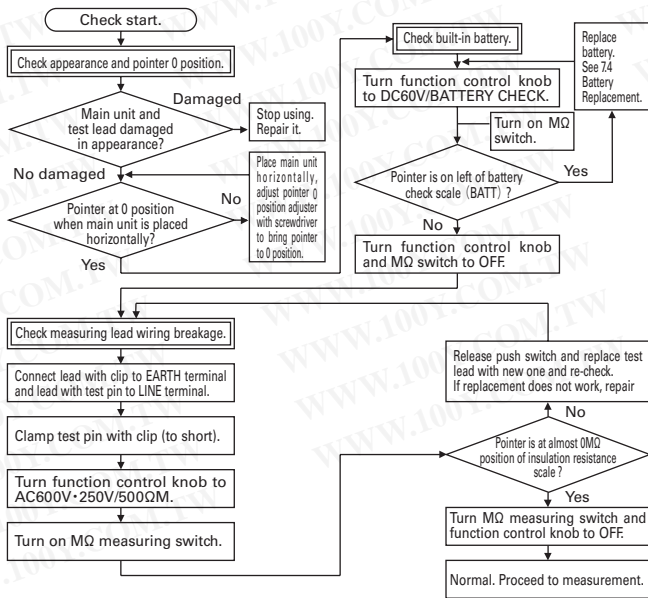 Check start.
Check appearance and pointer 0 position.
Main unit and
test lead damaged
in appearance?
Damaged
Stop using.
Repair it.
No damaged
Pointer at 0 position
when main unit is placed
horizontally?
No
Place main unit
horizontally,
adjust pointer 0
position adjuster
with screwdriver
to bring pointer
to 0 position.
Yes
Check built-in battery.
Turn function control knob
to DC60V/BATTERY CHECK.
Turn on MΩ
switch.
Pointer is on left of battery
check scale (BATT) ?
Yes
Replace
battery.
See 7.4
Battery
Replacement.
No
Turn function control knob
and MΩ switch to OFF.
Check measuring lead wiring breakage.
Connect lead with clip to EARTH terminal
and lead with test pin to LINE terminal.
Clamp test pin with clip (to short).
Turn function control knob to
AC600V・250V/500ΩM.
Turn on MΩ measuring switch.
Release push switch and replace test
lead with new one and re-check.
If replacement does not work, repair
No
Pointer is at almost 0MΩ
position of insulation resistance
scale ?
Yes
Turn MΩ measuring switch and
function control knob to OFF.
Normal. Proceed to measurement.
WWW.100Y.COM.TW